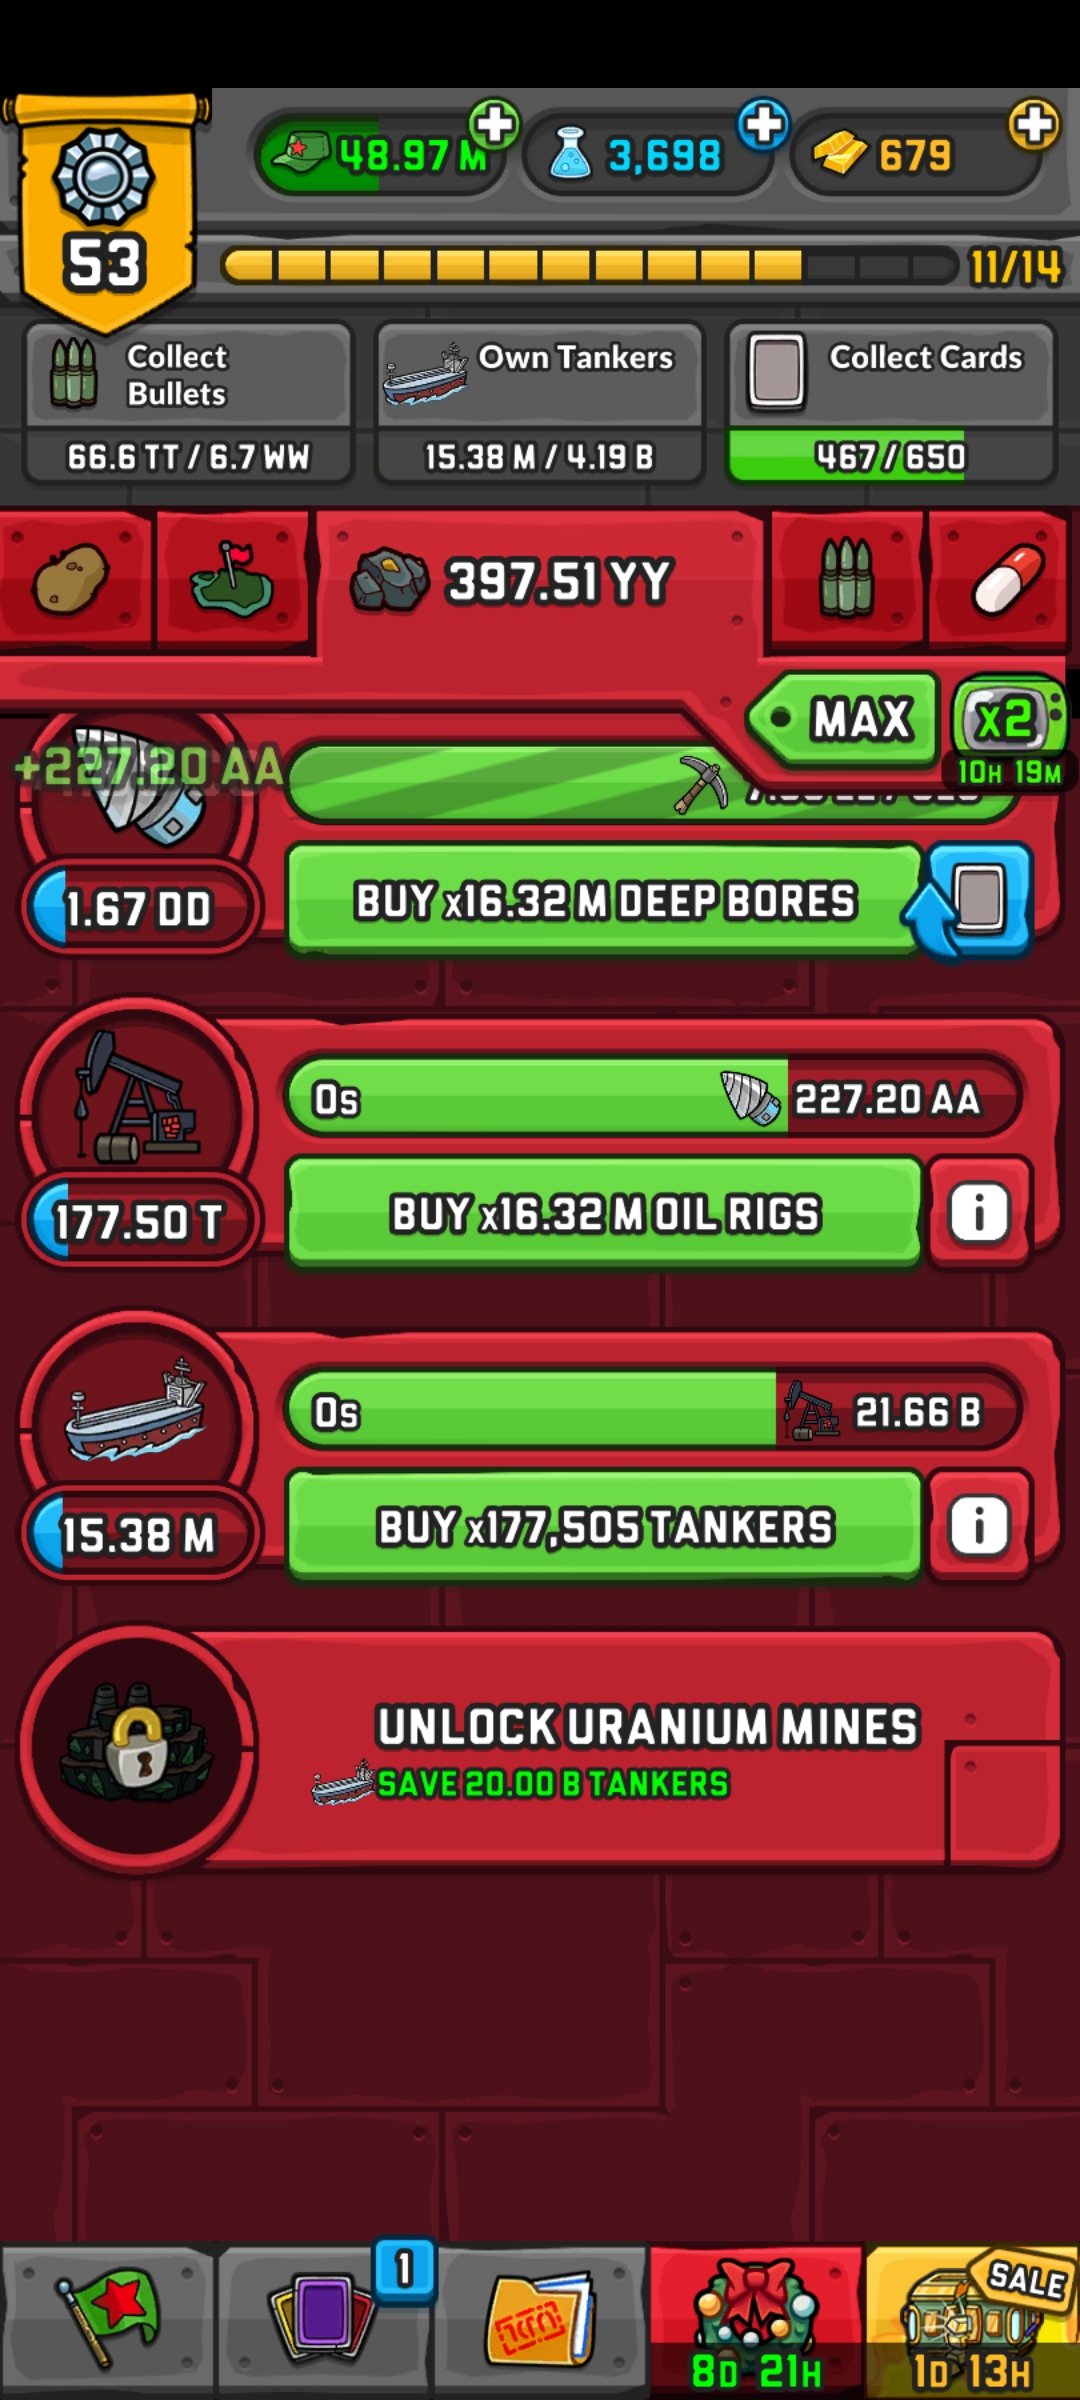 48.97 M
3,698
679
53
11/14
Collect
Bullets
66.6 TT / 6.7 WW
Own Tankers
15.38 M / 4.19 B
Collect Cards
467/650
397.51 YY
MAX
x2
10H 19M
+227.20 AA
1.67 DD
BUY x16.32 M DEEP BORES
0s
227.20 AA
177.50 T
BUY x16.32 M OIL RIGS
i
0s
21.66 B
15.38 M
BUY x177,505 TANKERS
i
UNLOCK URANIUM MINES
SAVE 20.00 B TANKERS
1
8D 21H
SALE
1D 13H